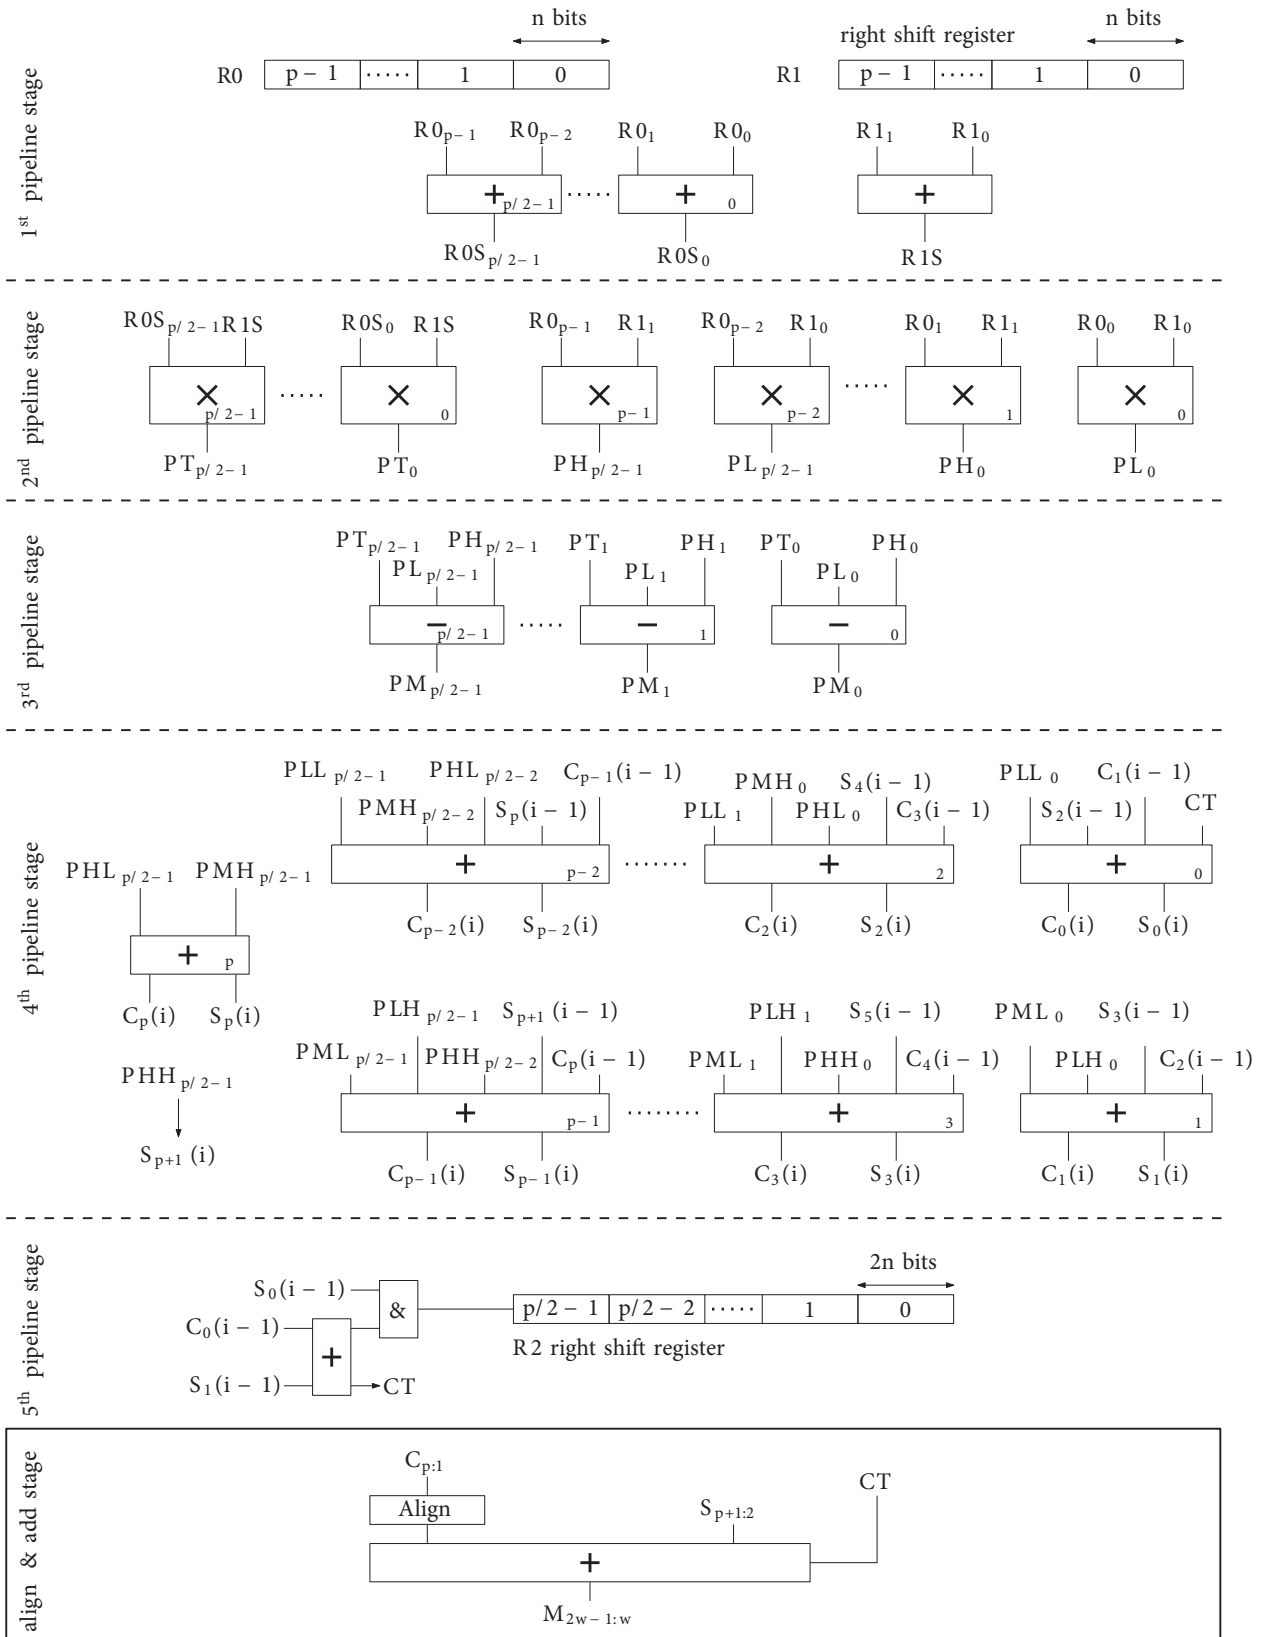 1st pipeline stage
n bits
n bits
right shift register
R0 p – 1 ..... 1 0
R1 p – 1 ..... 1 0
R0p–1 R0p–2 R01 R00 R11 R10
+ p/2–1 ..... + 0 +
R0Sp/2–1 R0S0 R1S
2nd pipeline stage
R0Sp/2–1 R1S R0S0 R1S R0p–1 R11 R0p–2 R10 R01 R11 R00 R10
× p/2–1 ..... × 0 × p–1 × p–2 ..... × 1 × 0
PTp/2–1 PT0 PHp/2–1 PLp/2–1 PH0 PL0
3rd pipeline stage
PTp/2–1 PHp/2–1 PT1 PH1 PT0 PH0
PLp/2–1 PL1 PL0
– p/2–1 ..... – 1 – 0
PMp/2–1 PM1 PM0
4th pipeline stage
PLLp/2–1 PHLp/2–2 Cp–1(i – 1) PMH0 S4(i – 1) PLL0 C1(i – 1)
PMHp/2–2 Sp(i – 1) PLL1 PHL0 C3(i – 1) S2(i – 1) CT
+ p–2 ........ + 2 + 0
PHLp/2–1 PMHp/2–1
Cp–2(i) Sp–2(i) C2(i) S2(i) C0(i) S0(i)
+ p
Cp(i) Sp(i)
PLHp/2–1 Sp+1(i – 1) PLH1 S5(i – 1) PML0 S3(i – 1)
PMLp/2–1 PHHp/2–2 Cp(i – 1) PML1 PHH0 C4(i – 1) PLH0 C2(i – 1)
PHHp/2–1
+ p–1 ........ + 3 + 1
Sp+1(i)
Cp–1(i) Sp–1(i) C3(i) S3(i) C1(i) S1(i)
5th pipeline stage
2n bits
S0(i – 1)
&
p/2 – 1 p/2 – 2 ..... 1 0
C0(i – 1)
+
R2 right shift register
S1(i – 1) CT
align & add stage
Cp:1
CT
Align
Sp+1:2
+
M2w–1:w